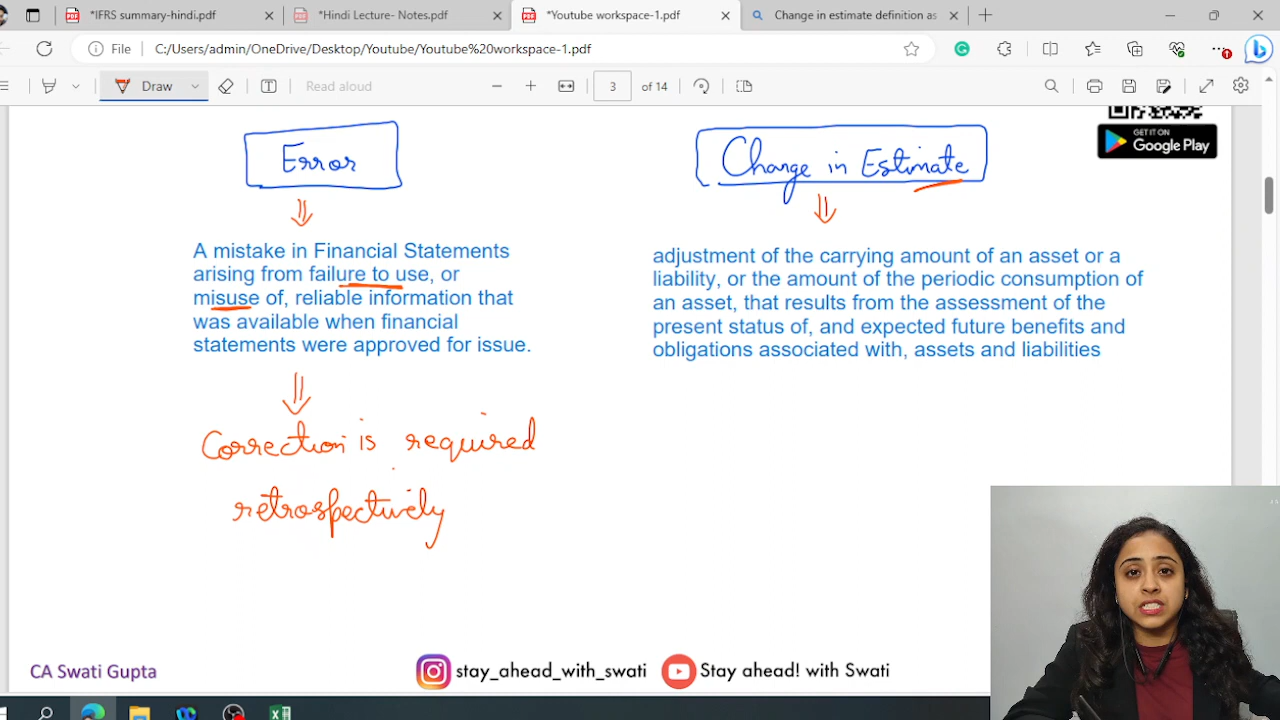 *IFRS summary-hindi.pdf
*Hindi Lecture- Notes.pdf
*Youtube workspace-1.pdf
Change in estimate definition as
File
C:/Users/admin/OneDrive/Desktop/Youtube/Youtube%20workspace-1.pdf
Draw
Read aloud
3
of 14
GET IT ON
Google Play
Error
Change in Estimate
A mistake in Financial Statements
arising from failure to use, or
misuse of, reliable information that
was available when financial
statements were approved for issue.
adjustment of the carrying amount of an asset or a
liability, or the amount of the periodic consumption of
an asset, that results from the assessment of the
present status of, and expected future benefits and
obligations associated with, assets and liabilities
Correction is required
retrospectively
CA Swati Gupta
stay_ahead_with_swati
Stay ahead! with Swati